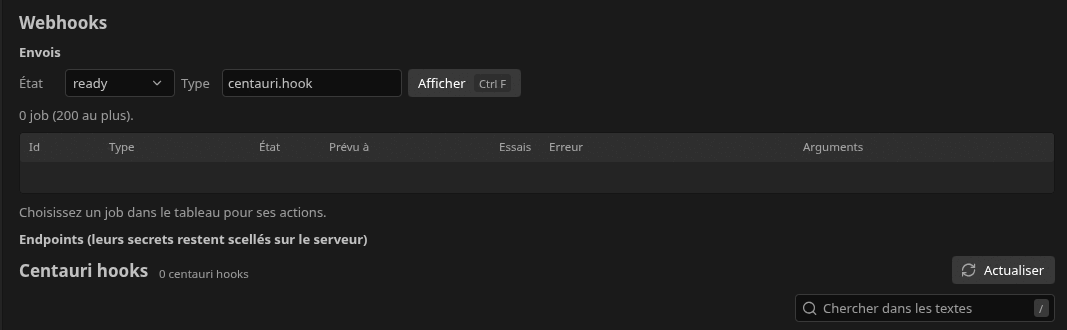 Webhooks
Envois
État ready Type centauri.hook Afficher Ctrl F
0 job (200 au plus).
Id Type État Prévu à Essais Erreur Arguments
Choisissez un job dans le tableau pour ses actions.
Endpoints (leurs secrets restent scellés sur le serveur)
Centauri hooks 0 centauri hooks Actualiser
Chercher dans les textes /